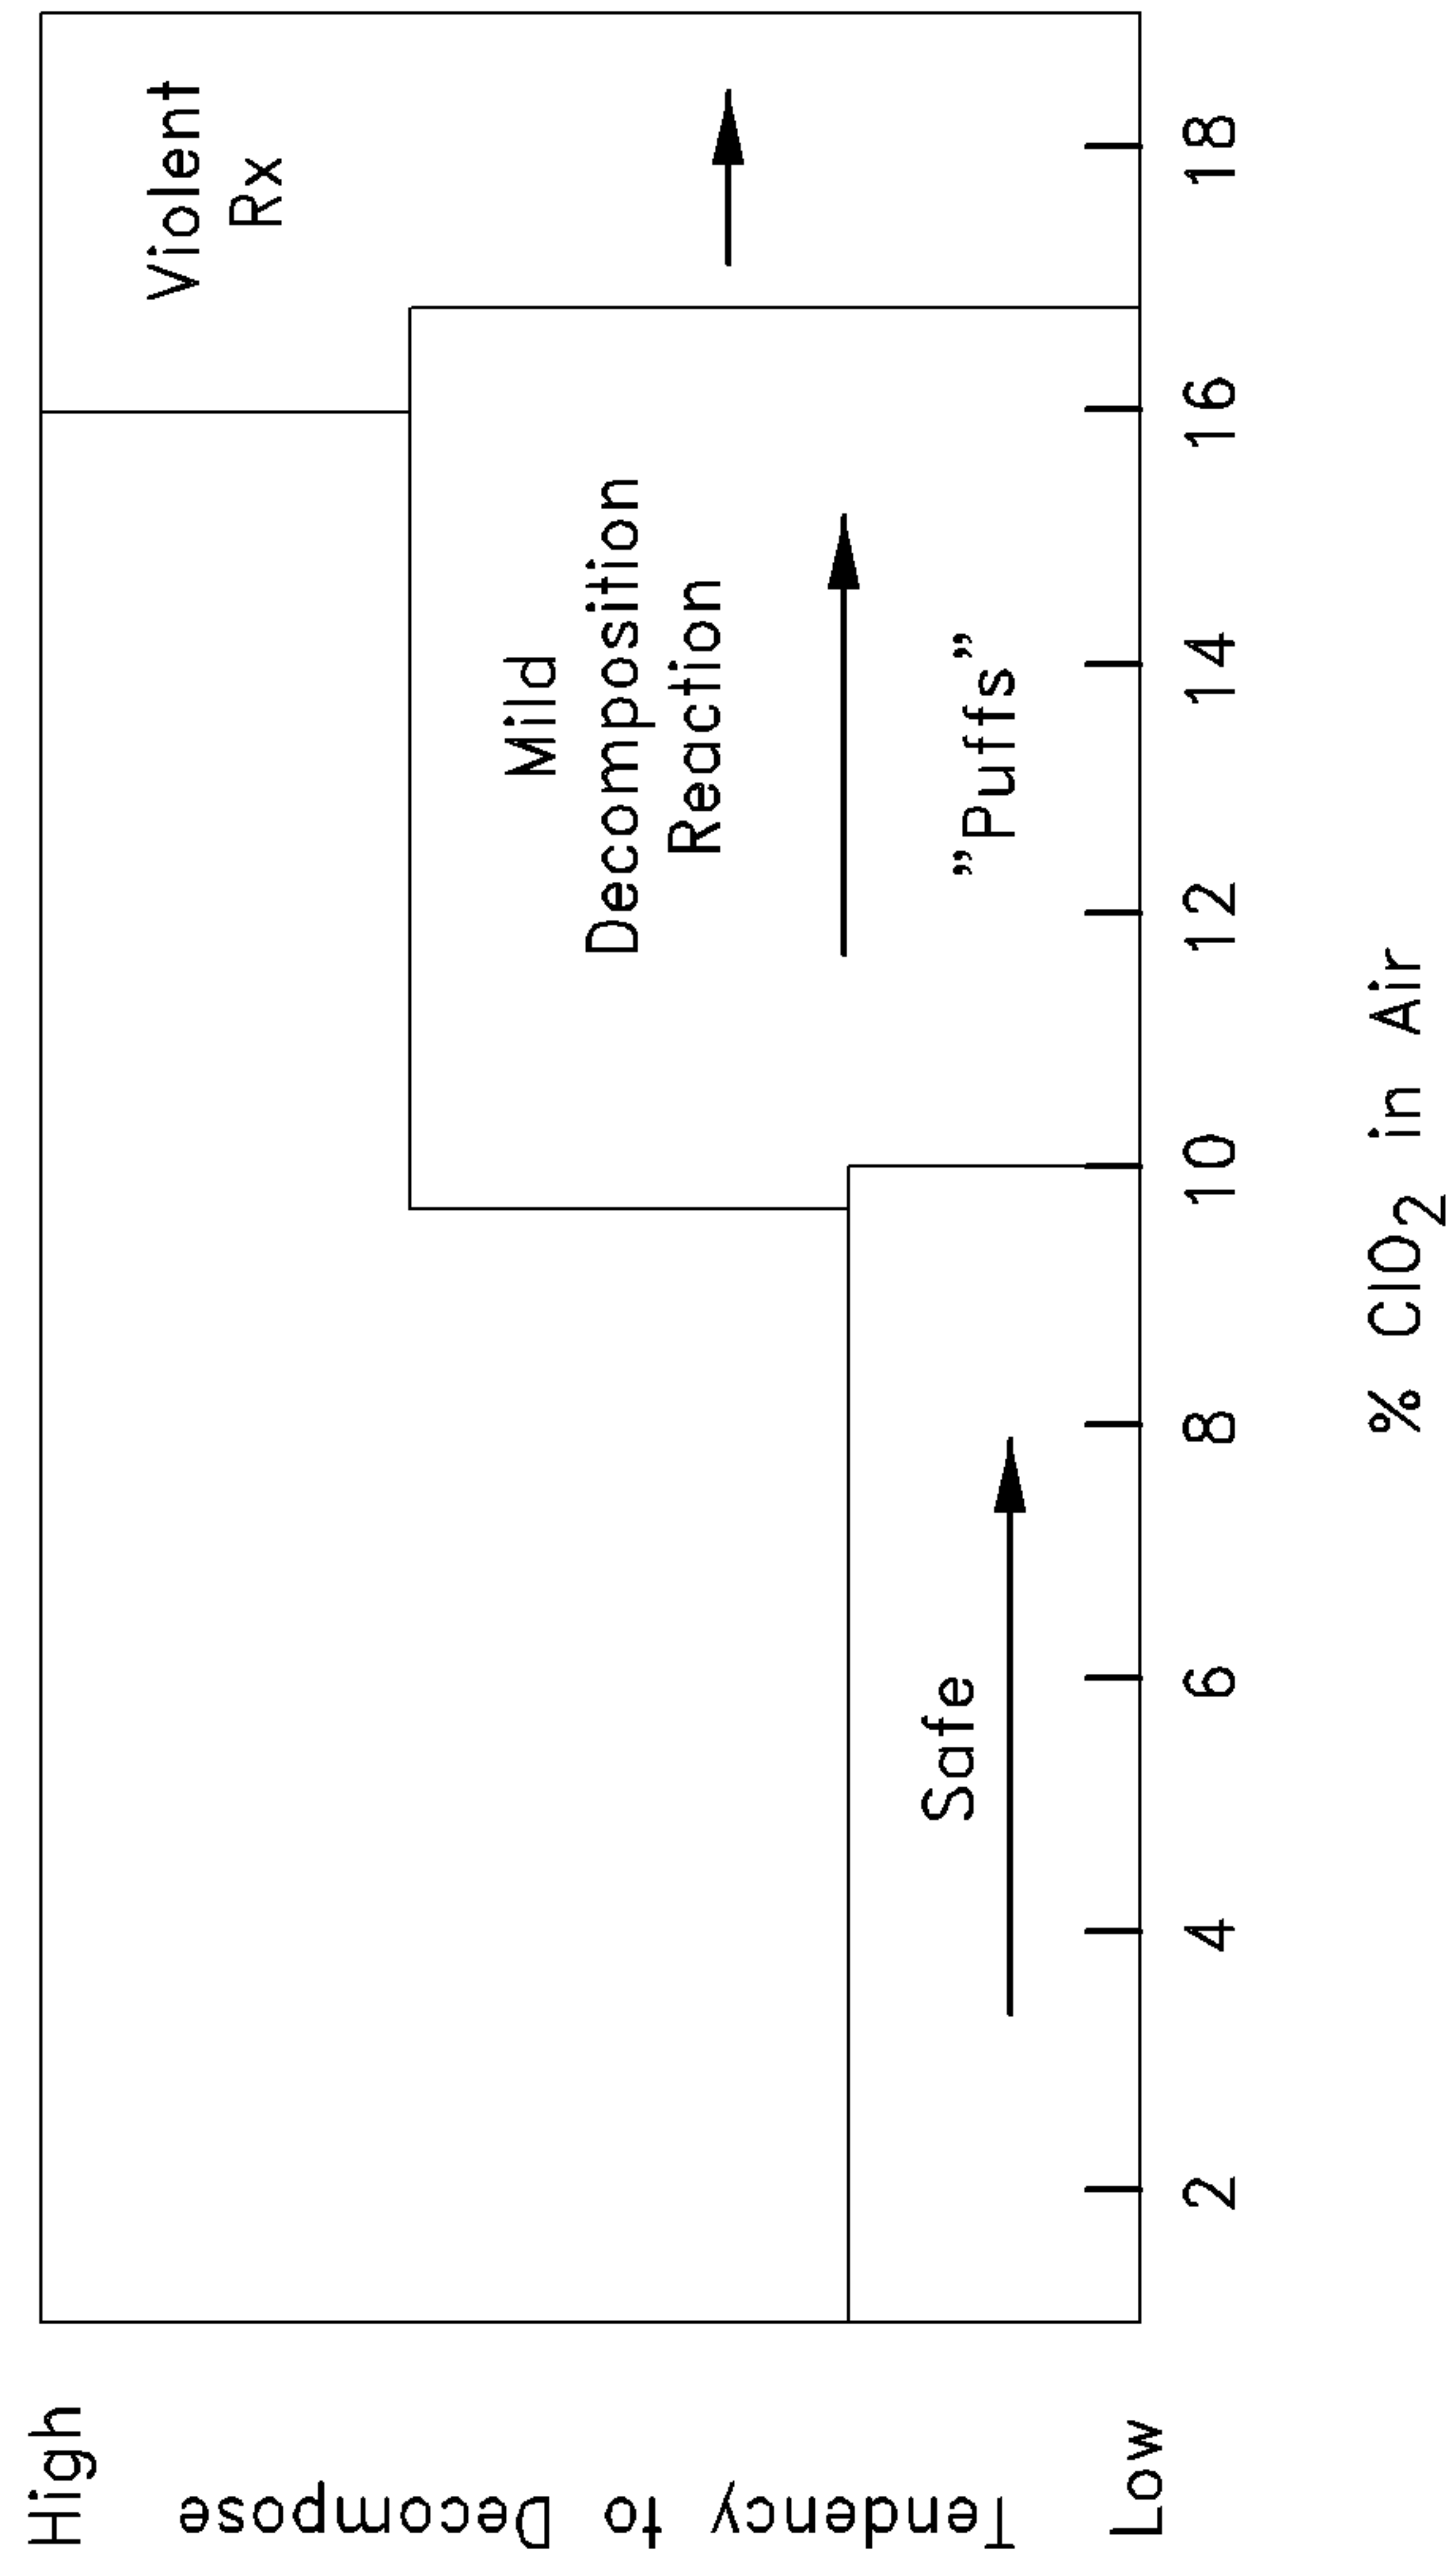 High
Tendency to Decompose
Low
Violent
Rx
Mild
Decomposition
Reaction
”Puffs”
Safe
2 4 6 8 10 12 14 16 18
% ClO₂ in Air